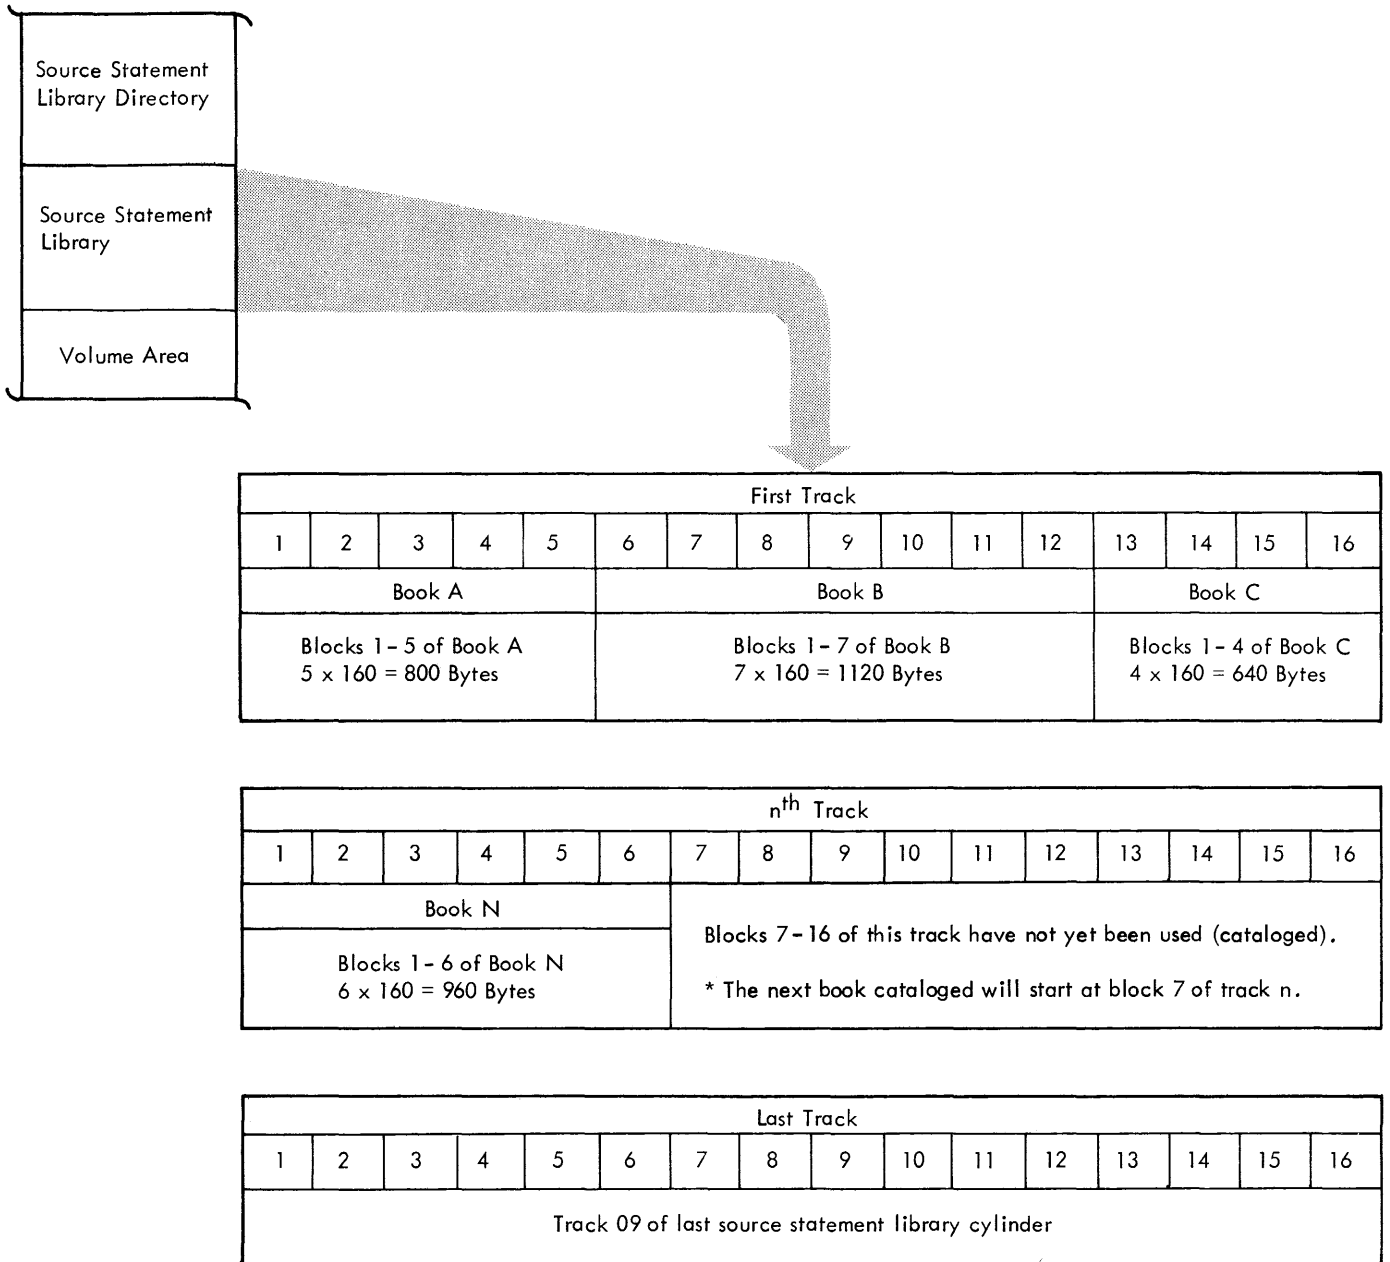 Source Statement
Library Directory
Source Statement
Library
Volume Area
First Track
1 2 3 4 5 6 7 8 9 10 11 12 13 14 15 16
Book A Book B Book C
Blocks 1-5 of Book A Blocks 1-7 of Book B Blocks 1-4 of Book C
5 x 160 = 800 Bytes 7 x 160 = 1120 Bytes 4 x 160 = 640 Bytes
nth Track
1 2 3 4 5 6 7 8 9 10 11 12 13 14 15 16
Book N
Blocks 7-16 of this track have not yet been used (cataloged).
Blocks 1-6 of Book N
6 x 160 = 960 Bytes
* The next book cataloged will start at block 7 of track n.
Last Track
1 2 3 4 5 6 7 8 9 10 11 12 13 14 15 16
Track 09 of last source statement library cylinder